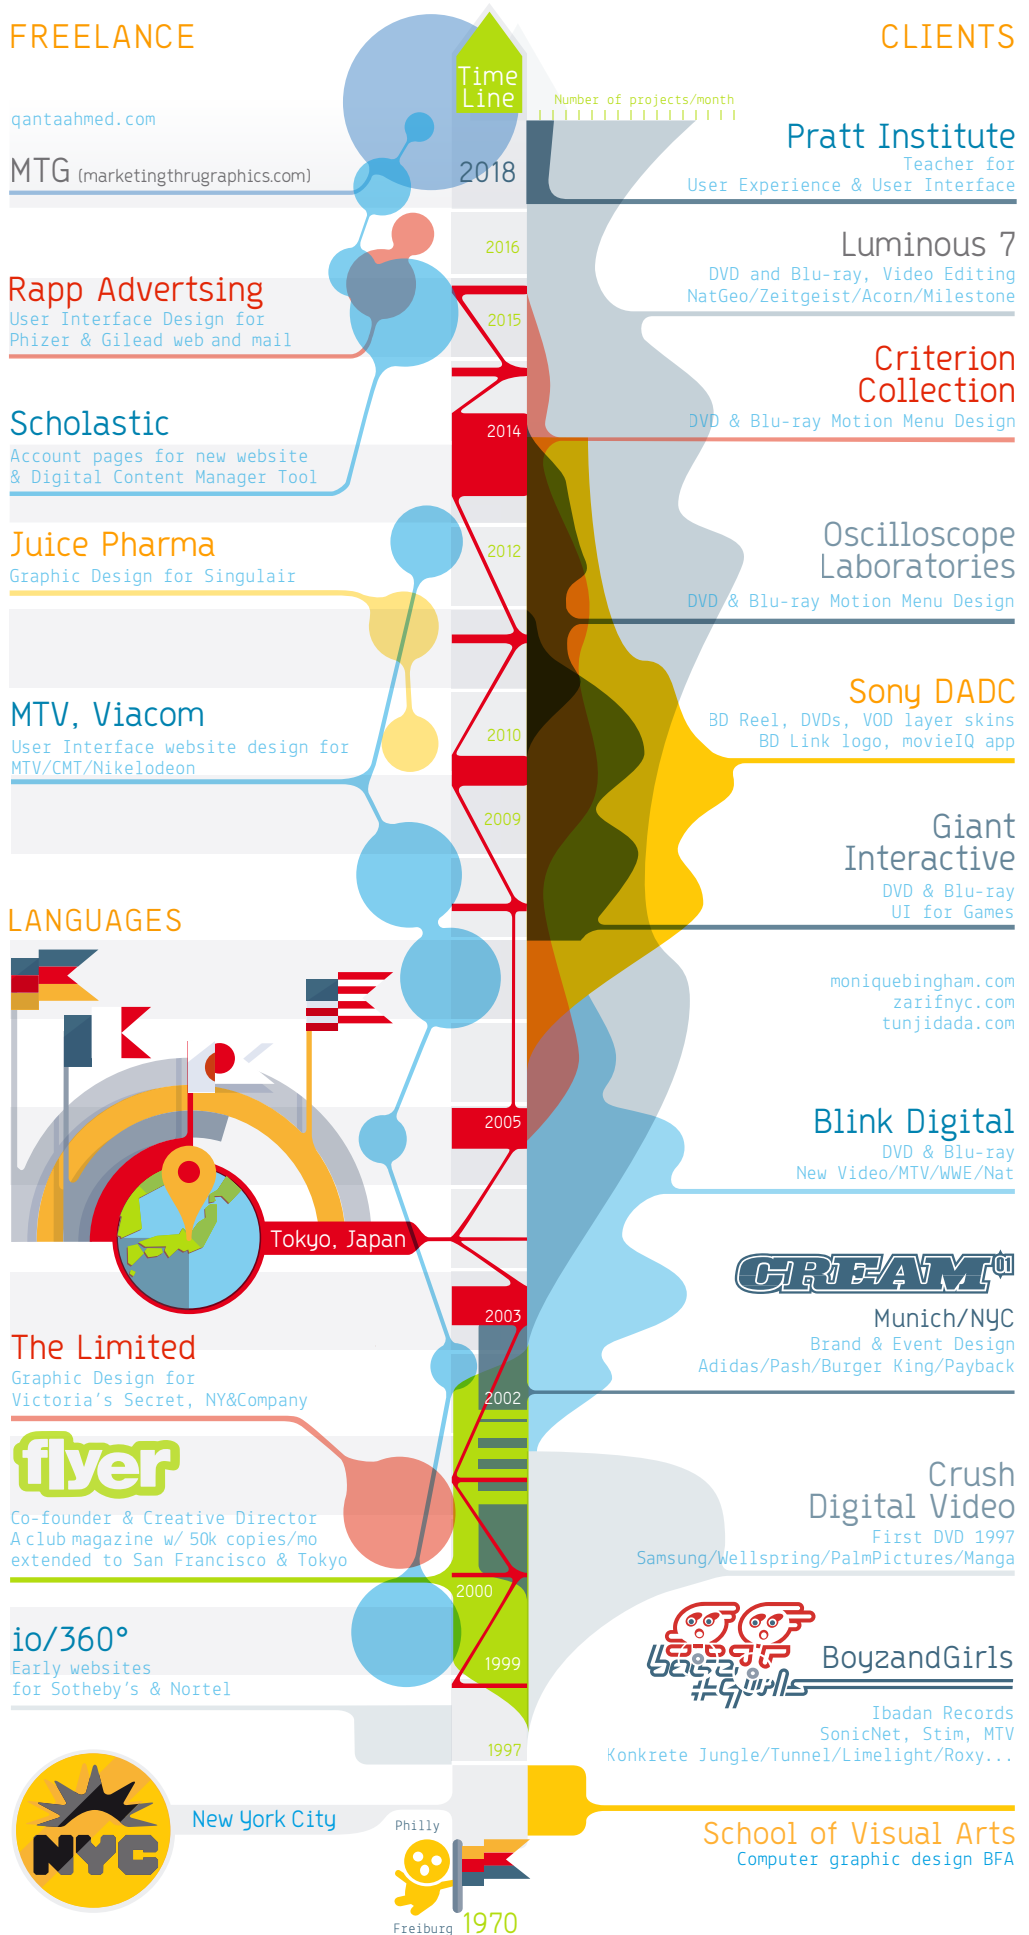 FREELANCE
CLIENTS
Time
Line
Number of projects/month
qantaahmed.com
MTG (marketingthrugraphics.com)
2018
Pratt Institute
Teacher for
User Experience & User Interface
2016
Luminous 7
DVD and Blu-ray, Video Editing
NatGeo/Zeitgeist/Acorn/Milestone
Rapp Advertsing
User Interface Design for
Phizer & Gilead web and mail
2015
Criterion
Collection
DVD & Blu-ray Motion Menu Design
Scholastic
Account pages for new website
& Digital Content Manager Tool
2014
Juice Pharma
Graphic Design for Singulair
2012
Oscilloscope
Laboratories
DVD & Blu-ray Motion Menu Design
MTV, Viacom
User Interface website design for
MTV/CMT/Nikelodeon
2010
Sony DADC
BD Reel, DVDs, VOD layer skins
BD Link logo, movieIQ app
2009
Giant
Interactive
DVD & Blu-ray
UI for Games
LANGUAGES
moniquebingham.com
zarifnyc.com
tunjidada.com
2005
Blink Digital
DVD & Blu-ray
New Video/MTV/WWE/Nat
Tokyo, Japan
CREAM 01
Munich/NYC
Brand & Event Design
Adidas/Pash/Burger King/Payback
2003
The Limited
Graphic Design for
Victoria's Secret, NY&Company
2002
flyer
Co-founder & Creative Director
A club magazine w/ 50k copies/mo
extended to San Francisco & Tokyo
Crush
Digital Video
First DVD 1997
Samsung/Wellspring/PalmPictures/Manga
2000
io/360°
Early websites
for Sotheby's & Nortel
1999
boyz
#girls
BoyzandGirls
Ibadan Records
SonicNet, Stim, MTV
Konkrete Jungle/Tunnel/Limelight/Roxy...
1997
NYC
New York City
Philly
School of Visual Arts
Computer graphic design BFA
Freiburg
1970